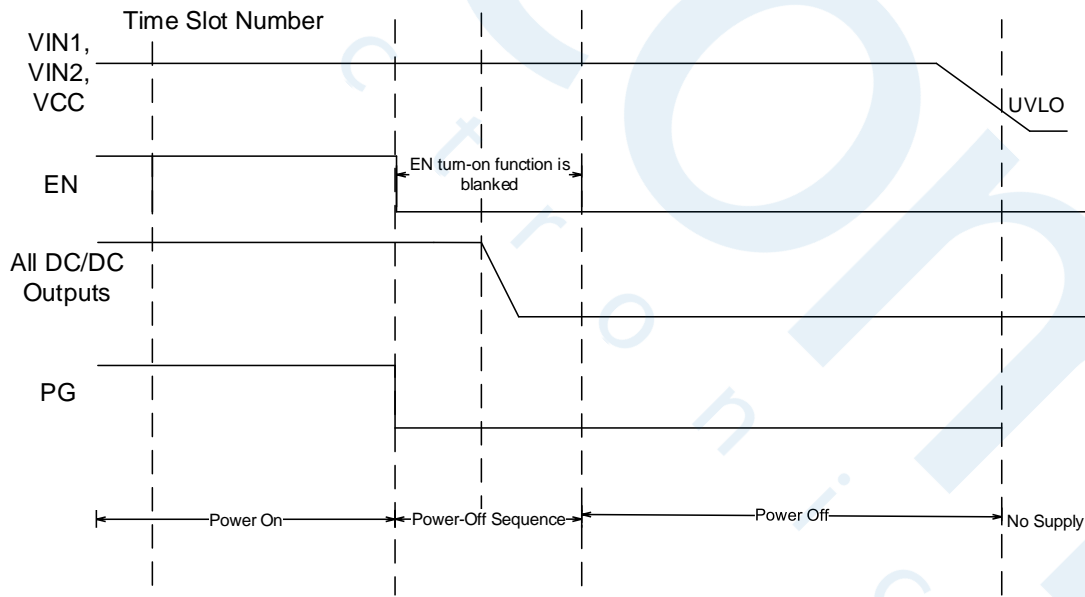 Time Slot Number
VIN1,
VIN2,
VCC
UVLO
EN
EN turn-on function is
blanked
All DC/DC
Outputs
PG
Power On
Power-Off Sequence
Power Off
No Supply